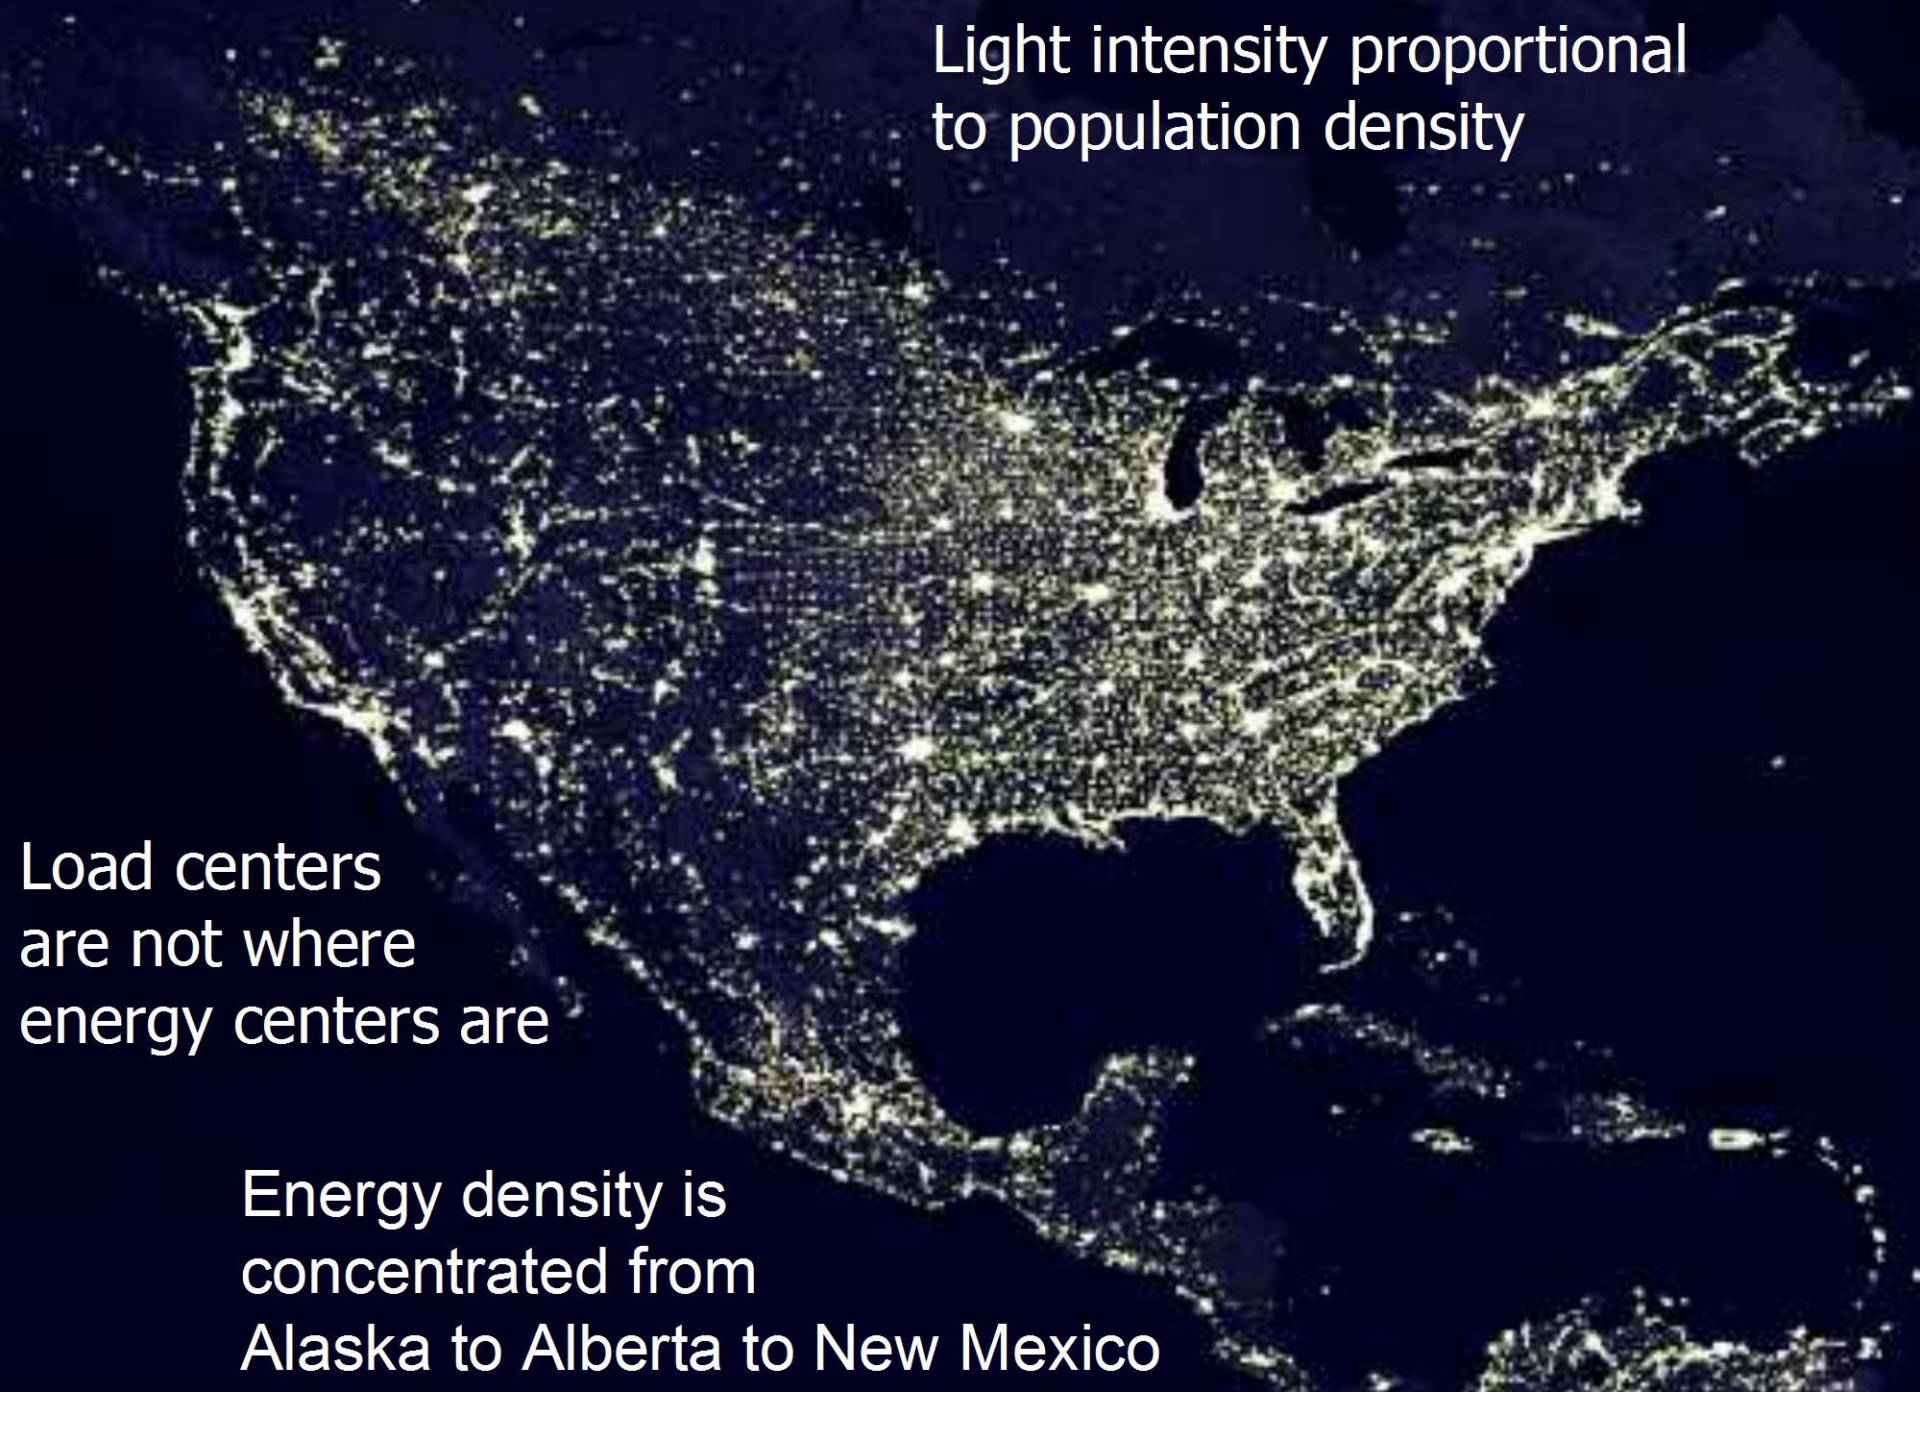 Light intensity proportional
to population density
Load centers
are not where
energy centers are
Energy density is
concentrated from
Alaska to Alberta to New Mexico